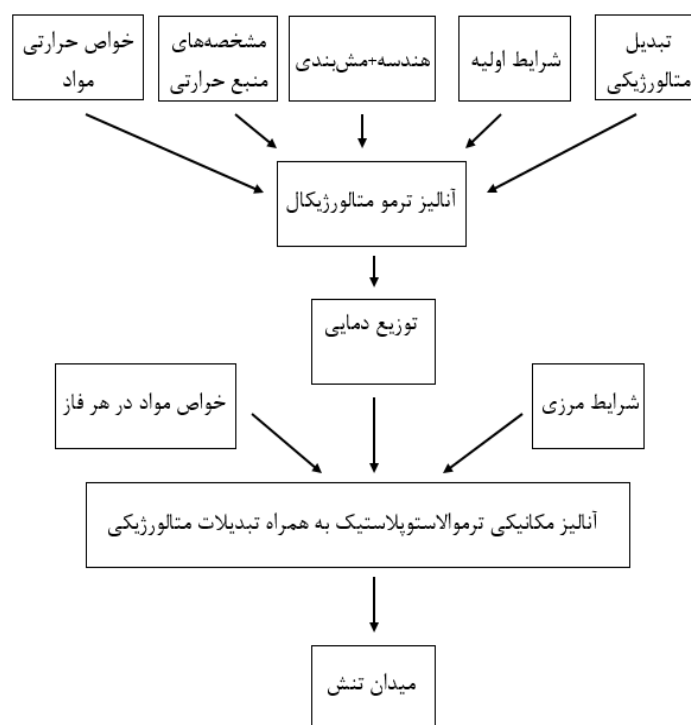 تبدیل
متالورژیکی
شرایط اولیه
هندسه+مش‌بندی
مشخصه‌های
منبع حرارتی
خواص حرارتی
مواد
آنالیز ترمو متالورژیکال
توزیع دمایی
شرایط مرزی
خواص مواد در هر فاز
آنالیز مکانیکی ترموالاستوپلاستیک به همراه تبدیلات متالورژیکی
میدان تنش